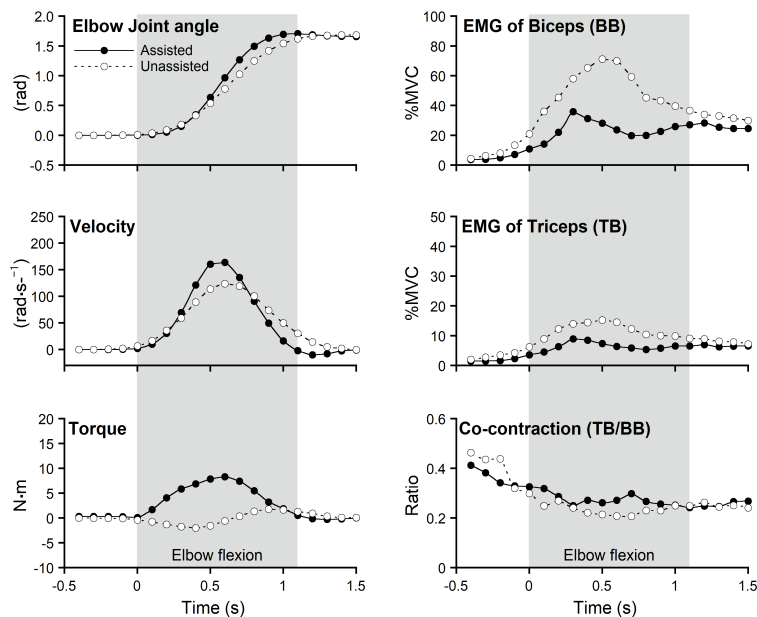 Elbow Joint angle
Assisted
Unassisted
(rad)
2.0
1.5
1.0
0.5
0.0
-0.5
EMG of Biceps (BB)
%MVC
100
80
60
40
20
0
Velocity
(rad·s-⁻¹)
250
200
150
100
50
0
EMG of Triceps (TB)
%MVC
50
40
30
20
10
0
Torque
N·m
20
15
10
5
0
-5
-10
Elbow flexion
-0.5 0 0.5 1 1.5
Time (s)
Co-contraction (TB/BB)
Ratio
0.6
0.4
0.2
0
Elbow flexion
-0.5 0 0.5 1 1.5
Time (s)